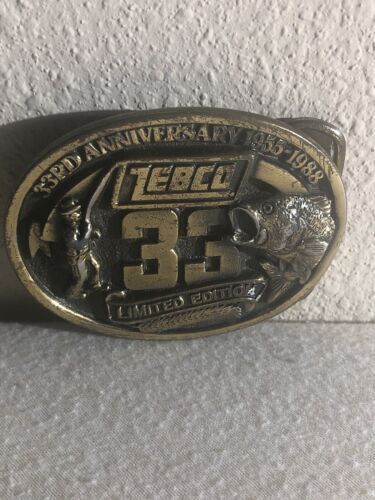 33RD ANNIVERSARY 1955-1988
ZEBCO
33
LIMITED EDITION